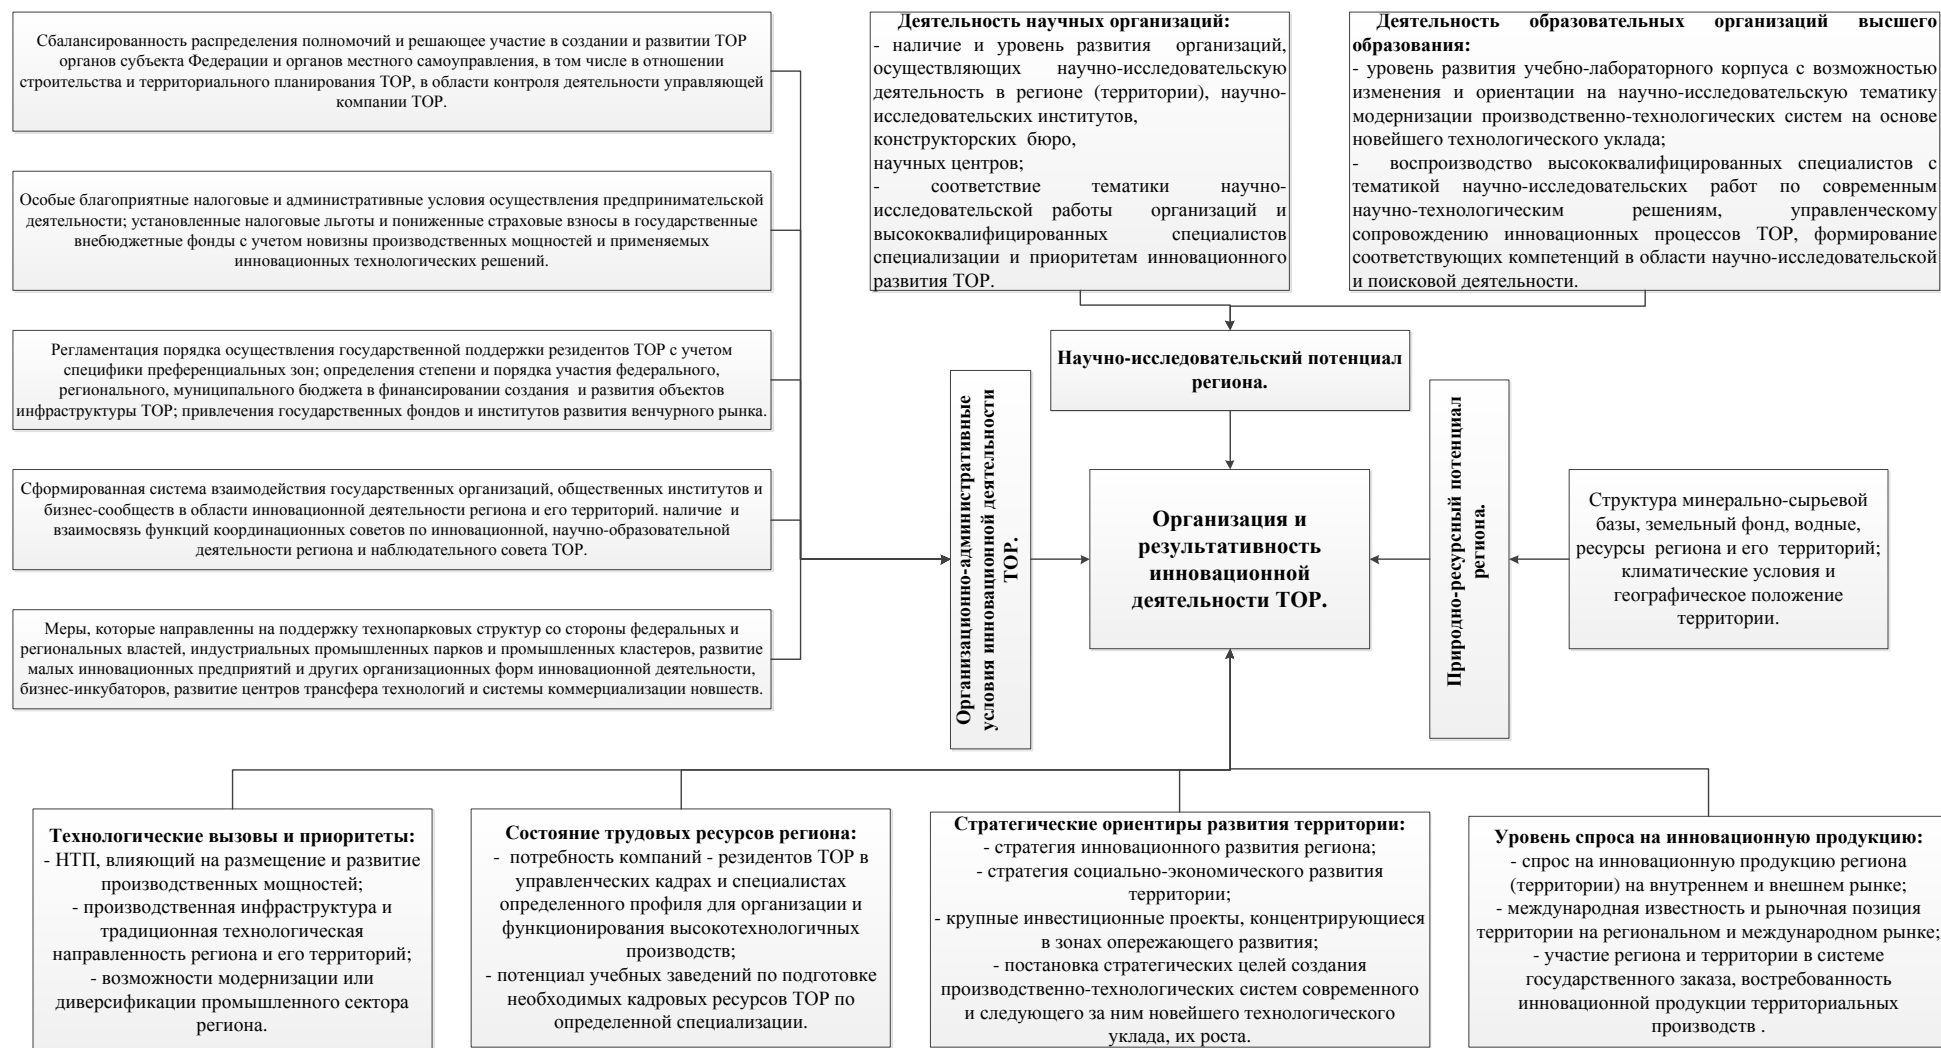 Сбалансированность распределения полномочий и решающее участие в создании и развитии ТОР
органов субъекта Федерации и органов местного самоуправления, в том числе в отношении
строительства и территориального планирования ТОР, в области контроля деятельности управляющей
компании ТОР.
Особые благоприятные налоговые и административные условия осуществления предпринимательской
деятельности; установленные налоговые льготы и пониженные страховые взносы в государственные
внебюджетные фонды с учетом новизны производственных мощностей и применяемых
инновационных технологических решений.
Регламентация порядка осуществления государственной поддержки резидентов ТОР с учетом
специфики преференциальных зон; определения степени и порядка участия федерального,
регионального, муниципального бюджета в финансировании создания и развития объектов
инфраструктуры ТОР; привлечения государственных фондов и институтов развития венчурного рынка.
Сформированная система взаимодействия государственных организаций, общественных институтов и
бизнес-сообществ в области инновационной деятельности региона и его территорий. наличие и
взаимосвязь функций координационных советов по инновационной, научно-образовательной
деятельности региона и наблюдательного совета ТОР.
Меры, которые направленны на поддержку технопарковых структур со стороны федеральных и
региональных властей, индустриальных промышленных парков и промышленных кластеров, развитие
малых инновационных предприятий и других организационных форм инновационной деятельности,
бизнес-инкубаторов, развитие центров трансфера технологий и системы коммерциализации новшеств.
Деятельность научных организаций:
- наличие и уровень развития организаций,
осуществляющих научно-исследовательскую
деятельность в регионе (территории), научно-
исследовательских институтов,
конструкторских бюро,
научных центров;
- соответствие тематики научно-
исследовательской работы организаций и
высококвалифицированных специалистов
специализации и приоритетам инновационного
развития ТОР.
Деятельность образовательных организаций высшего
образования:
- уровень развития учебно-лабораторного корпуса с возможностью
изменения и ориентации на научно-исследовательскую тематику
модернизации производственно-технологических систем на основе
новейшего технологического уклада;
- воспроизводство высококвалифицированных специалистов с
тематикой научно-исследовательских работ по современным
научно-технологическим решениям, управленческому
сопровождению инновационных процессов ТОР, формирование
соответствующих компетенций в области научно-исследовательской
и поисковой деятельности.
Научно-исследовательский потенциал
региона.
Организационно-административные
условия инновационной деятельности
ТОР.
Организация и
результативность
инновационной
деятельности ТОР.
Природно-ресурсный потенциал
региона.
Структура минерально-сырьевой
базы, земельный фонд, водные,
ресурсы региона и его территорий;
климатические условия и
географическое положение
территории.
Технологические вызовы и приоритеты:
- НТП, влияющий на размещение и развитие
производственных мощностей;
- производственная инфраструктура и
традиционная технологическая
направленность региона и его территорий;
- возможности модернизации или
диверсификации промышленного сектора
региона.
Состояние трудовых ресурсов региона:
- потребность компаний - резидентов ТОР в
управленческих кадрах и специалистах
определенного профиля для организации и
функционирования высокотехнологичных
производств;
- потенциал учебных заведений по подготовке
необходимых кадровых ресурсов ТОР по
определенной специализации.
Стратегические ориентиры развития территории:
- стратегия инновационного развития региона;
- стратегия социально-экономического развития
территории;
- крупные инвестиционные проекты, концентрирующиеся
в зонах опережающего развития;
- постановка стратегических целей создания
производственно-технологических систем современного
и следующего за ним новейшего технологического
уклада, их роста.
Уровень спроса на инновационную продукцию:
- спрос на инновационную продукцию региона
(территории) на внутреннем и внешнем рынке;
- международная известность и рыночная позиция
территории на региональном и международном рынке;
- участие региона и территории в системе
государственного заказа, востребованность
инновационной продукции территориальных
производств .